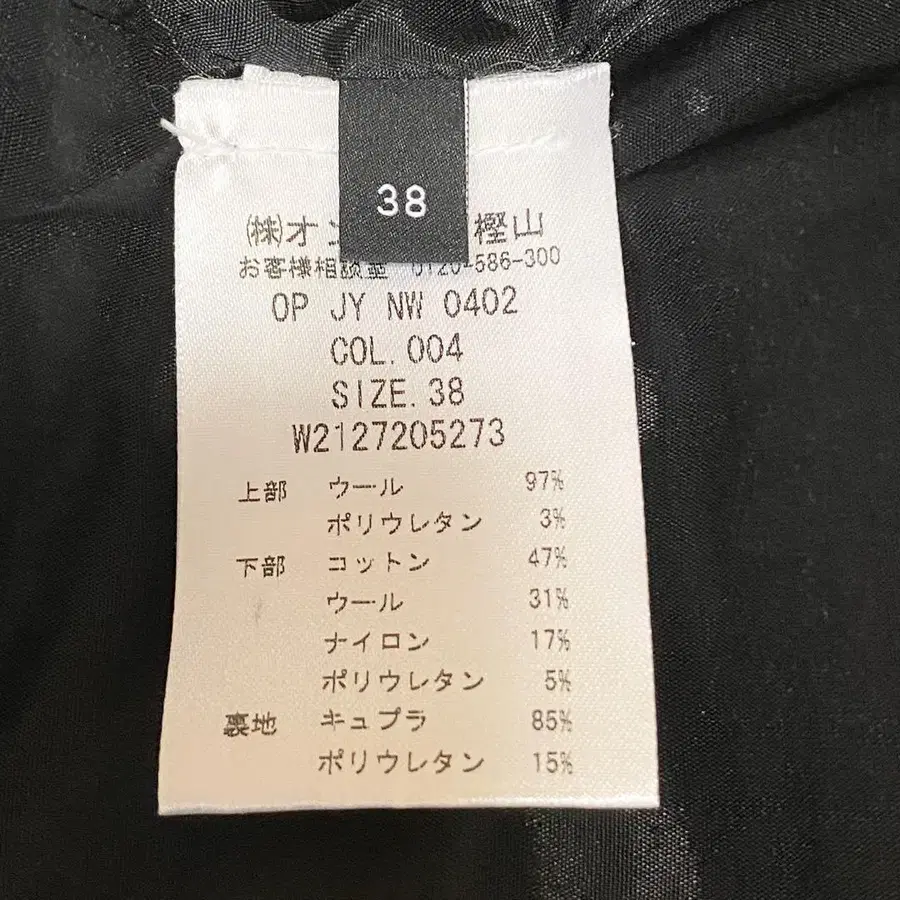 38
㈱オ 樫山
お客様相談室 0120-586-300
OP JY NW 0402
COL.004
SIZE.38
W2127205273
上部 ウール 97%
ポリウレタン 3%
下部 コットン 47%
ウール 31%
ナイロン 17%
ポリウレタン 5%
裏地 キュプラ 85%
ポリウレタン 15%